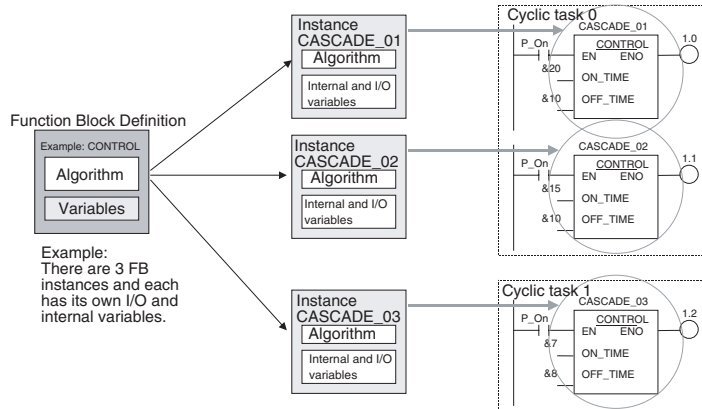 Function Block Definition
Example: CONTROL
Algorithm
Variables
Example:
There are 3 FB
instances and each
has its own I/O and
internal variables.
Instance
CASCADE_01
Algorithm
Internal and I/O
variables
Instance
CASCADE_02
Algorithm
Internal and I/O
variables
Instance
CASCADE_03
Algorithm
Internal and I/O
variables
Cyclic task 0
CASCADE_01
P_On
CONTROL
1.0
EN ENO
&20
ON_TIME
&10
OFF_TIME
CASCADE_02
P_On
CONTROL
1.1
EN ENO
&15
ON_TIME
&10
OFF_TIME
Cyclic task 1
CASCADE_03
P_On
CONTROL
1.2
EN ENO
&7
ON_TIME
&8
OFF_TIME